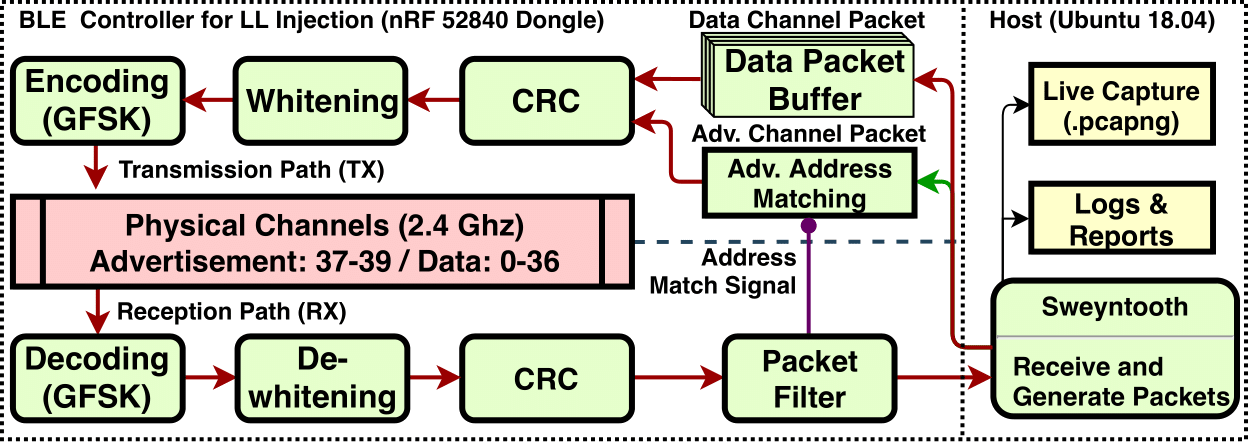 BLE Controller for LL Injection (nRF 52840 Dongle)
Data Channel Packet
Host (Ubuntu 18.04)
Encoding
(GFSK)
Whitening
CRC
Data Packet
Buffer
Live Capture
(.pcapng)
Adv. Channel Packet
Transmission Path (TX)
Adv. Address
Matching
Logs &
Reports
Physical Channels (2.4 Ghz)
Advertisement: 37-39 / Data: 0-36
Address
Match Signal
Reception Path (RX)
Sweyntooth
Decoding
(GFSK)
De-
whitening
CRC
Packet
Filter
Receive and
Generate Packets